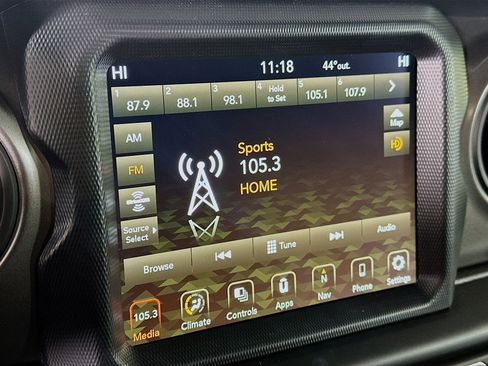 HI 11:18 44°out. HI
1 2 3 4 5 6
87.9 88.1 98.1 Hold to Set 105.1 107.9
AM
Map
Sports
FM
105.3
HD
HOME
SiriusXM
Source
Select
Browse Tune Audio
105.3
N
Media Climate Controls Apps Nav Phone Settings